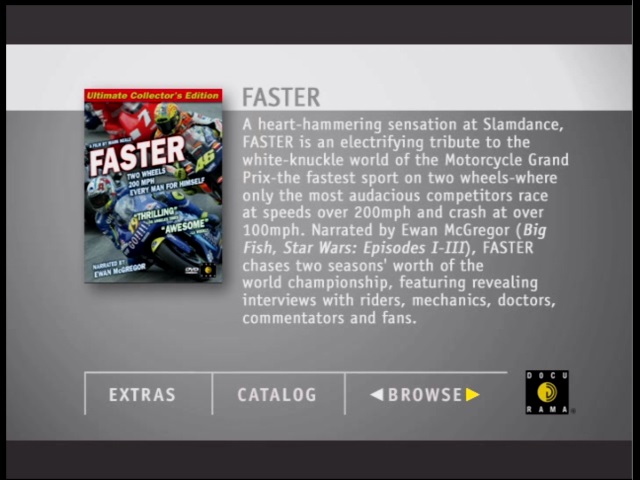 Ultimate Collector's Edition
A FILM BY MARK NEALE
FASTER
TWO WHEELS
200 MPH
EVERY MAN FOR HIMSELF
46
"THRILLING"
"AWESOME"
NARRATED BY
EWAN McGREGOR
DVD
FASTER
A heart-hammering sensation at Slamdance,
FASTER is an electrifying tribute to the
white-knuckle world of the Motorcycle Grand
Prix-the fastest sport on two wheels-where
only the most audacious competitors race
at speeds over 200mph and crash at over
100mph. Narrated by Ewan McGregor (Big
Fish, Star Wars: Episodes I-III), FASTER
chases two seasons' worth of the
world championship, featuring revealing
interviews with riders, mechanics, doctors,
commentators and fans.
EXTRAS CATALOG BROWSE
DOCU
RAMA